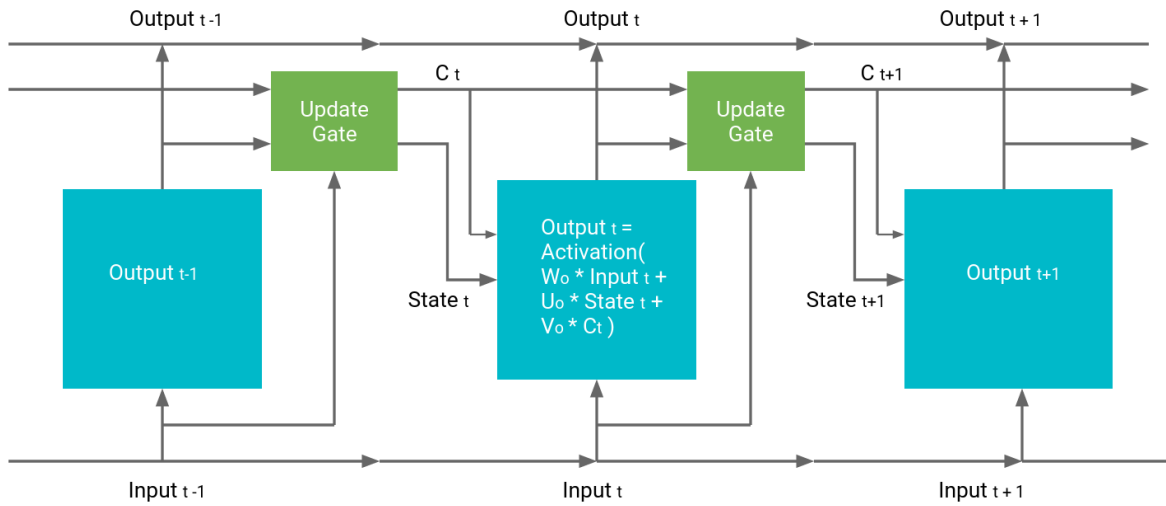 Output t -1
Output t
Output t + 1
C t
C t+1
Update
Gate
Update
Gate
Output t-1
Output t =
Activation(
Wo * Input t +
Uo * State t +
Vo * Ct )
Output t+1
State t
State t+1
Input t -1
Input t
Input t + 1